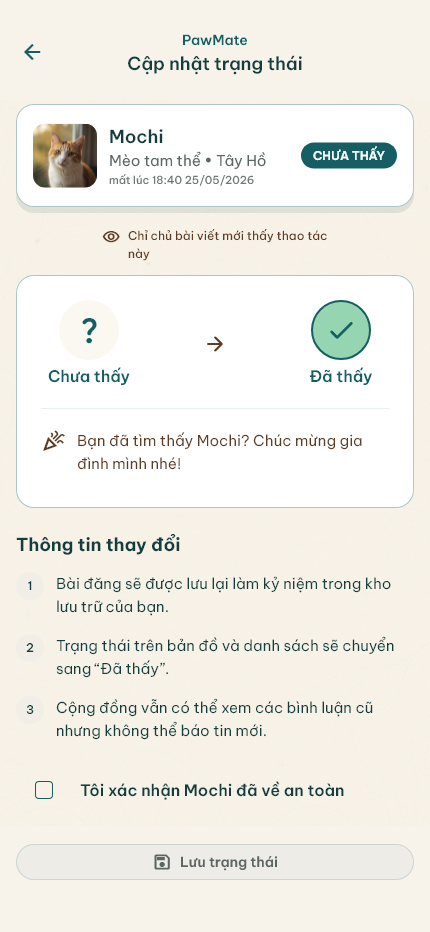 PawMate
Cập nhật trạng thái
Mochi
Mèo tam thể • Tây Hồ
mất lúc 18:40 25/05/2026
CHƯA THẤY
Chỉ chủ bài viết mới thấy thao tác
này
?
Chưa thấy
Đã thấy
Bạn đã tìm thấy Mochi? Chúc mừng gia
đình mình nhé!
Thông tin thay đổi
1
Bài đăng sẽ được lưu lại làm kỷ niệm trong kho
lưu trữ của bạn.
2
Trạng thái trên bản đồ và danh sách sẽ chuyển
sang “Đã thấy”.
3
Cộng đồng vẫn có thể xem các bình luận cũ
nhưng không thể báo tin mới.
Tôi xác nhận Mochi đã về an toàn
Lưu trạng thái